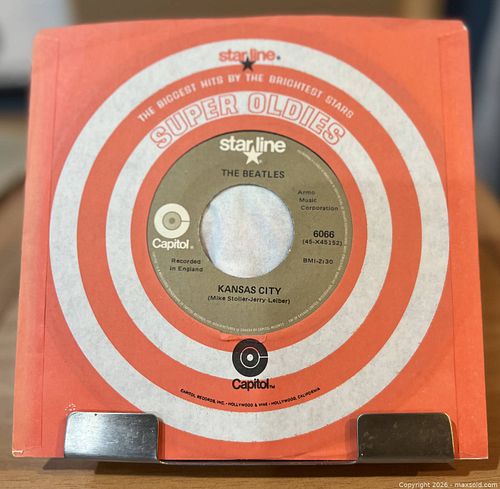 starline®
THE BIGGEST HITS BY THE BRIGHTEST STARS
SUPER OLDIES
starline
THE BEATLES
Armo
Music
Corporation
Capitol®
6066
(45-X45152)
Recorded
in England
BMI-2:30
KANSAS CITY
(Mike Stoller-Jerry Leiber)
Capitol™
CAPITOL RECORDS, INC. • HOLLYWOOD & VINE • HOLLYWOOD, CALIFORNIA
Copyright 2026 - maxsold.com